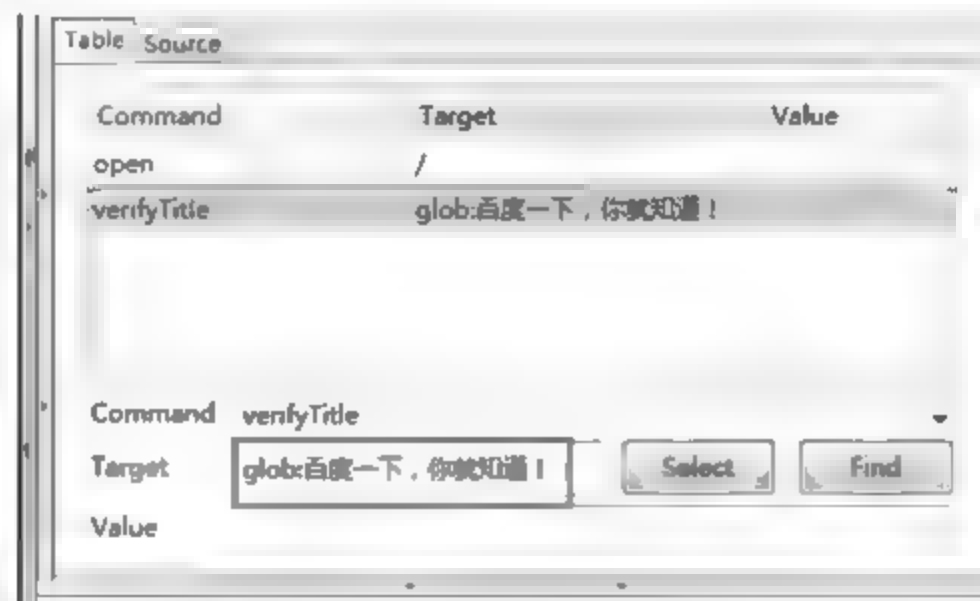 Table Source
Command Target Value
open /
verifyTitle glob:百度一下，你就知道！
Command verifyTitle
Target glob:百度一下，你就知道！ Select Find
Value